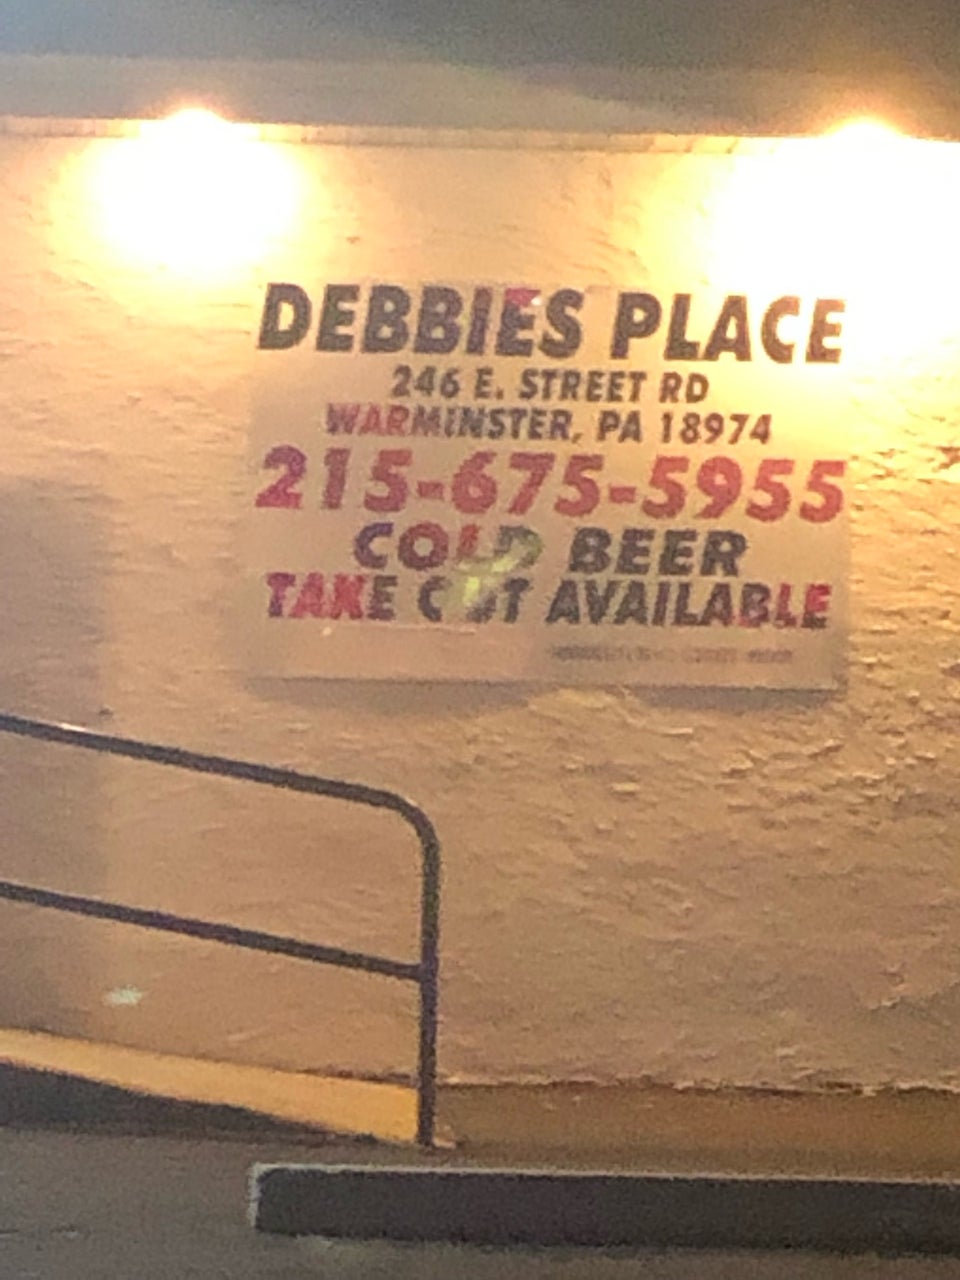 DEBBIES PLACE
246 E. STREET RD
WARMINSTER, PA 18974
215-675-5955
COLD BEER
TAKE OUT AVAILABLE